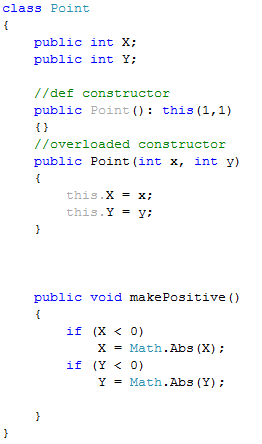 class Point
{
    public int X;
    public int Y;

    //def constructor
    public Point(): this(1,1)
    {}
    //overloaded constructor
    public Point(int x, int y)
    {
        this.X = x;
        this.Y = y;
    }



    public void makePositive()
    {
        if (X < 0)
            X = Math.Abs(X);
        if (Y < 0)
            Y = Math.Abs(Y);

    }
}